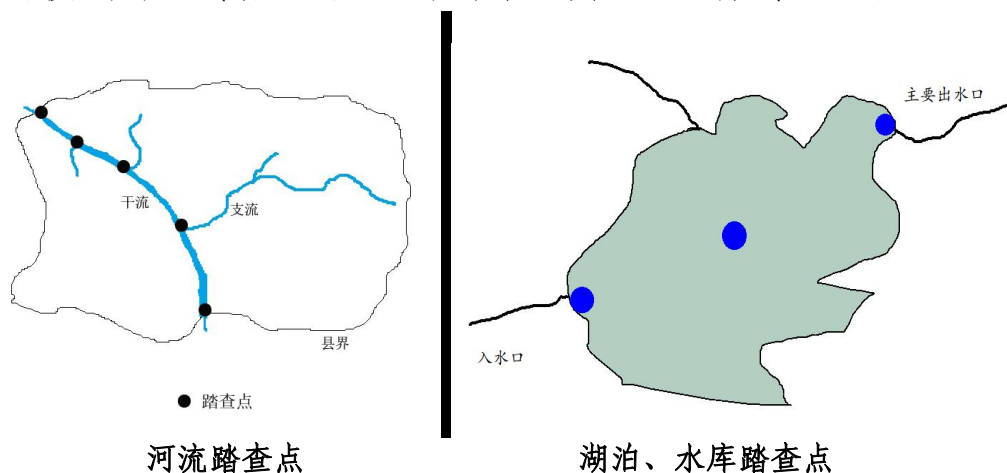 干流
支流
县界
踏查点
河流踏查点
主要出水口
入水口
湖泊、水库踏查点